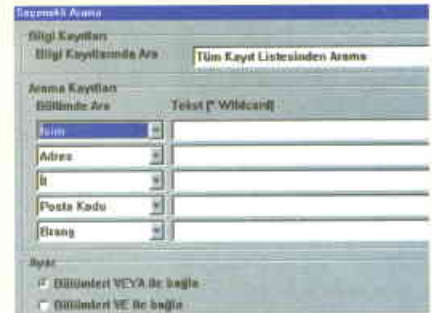 Seçenekli Arama
Bilgi Kayıtları
Bilgi Kayıtlarında Ara Tüm Kayıt Listesinden Arama
Arama Kayıtları
Bölümde Ara Tekst [* Wildcard]
İsim
Adres
İl
Posta Kodu
Branş
Ayar
Bölümleri VEYA ile bağla
Bölümleri VE ile bağla